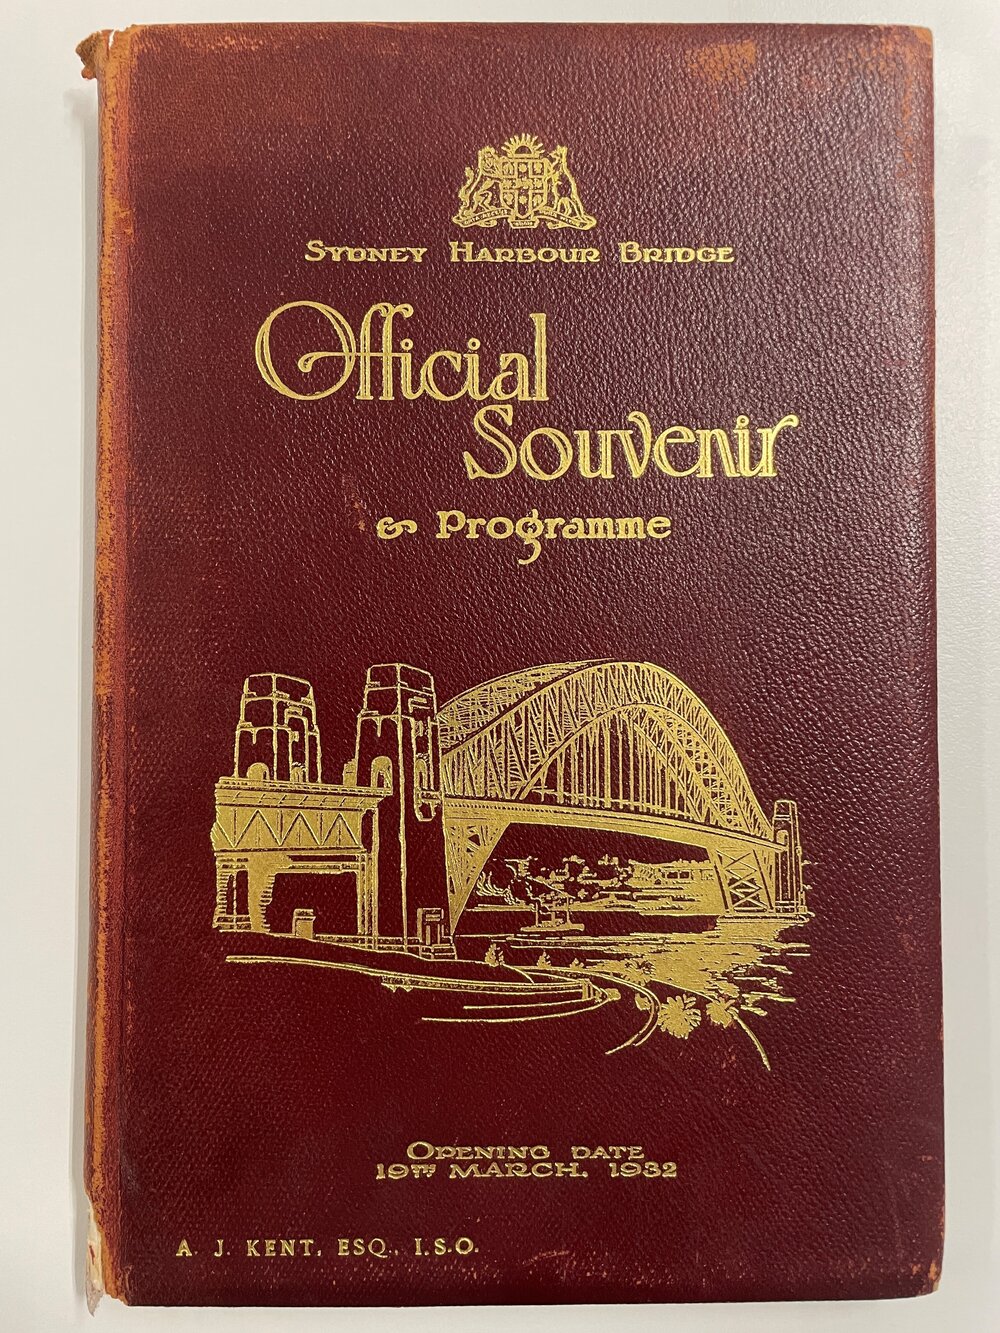 Sydney Harbour Bridge
Official
Souvenir
& Programme
Opening date
19TH March, 1932
A. J. KENT, ESQ., I.S.O.